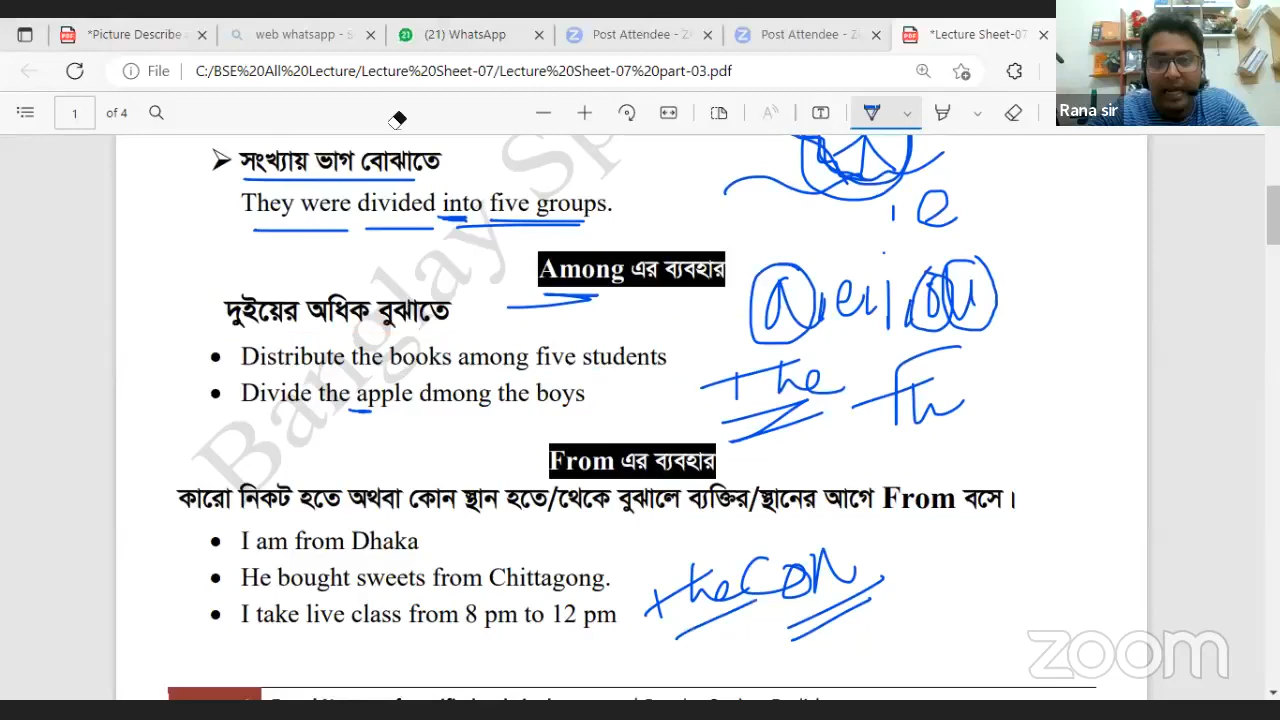 *Picture Describe
web whatsapp - S
(21) WhatsApp
Post Attendee - Z
Post Attendee - Z
*Lecture Sheet-07
File
C:/BSE%20All%20Lecture/Lecture%20Sheet-07/Lecture%20Sheet-07%20part-03.pdf
1 of 4
Rana sir
সংখ্যায় ভাগ বোঝাতে
They were divided into five groups.
Among এর ব্যবহার
দুইয়ের অধিক বুঝাতে
a, e, i, o, u
Distribute the books among five students
the
Divide the apple dmong the boys
From এর ব্যবহার
কারো নিকট হতে অথবা কোন স্থান হতে/থেকে বুঝালে ব্যক্তির/স্থানের আগে From বসে।
I am from Dhaka
He bought sweets from Chittagong.
the
I take live class from 8 pm to 12 pm
zoom